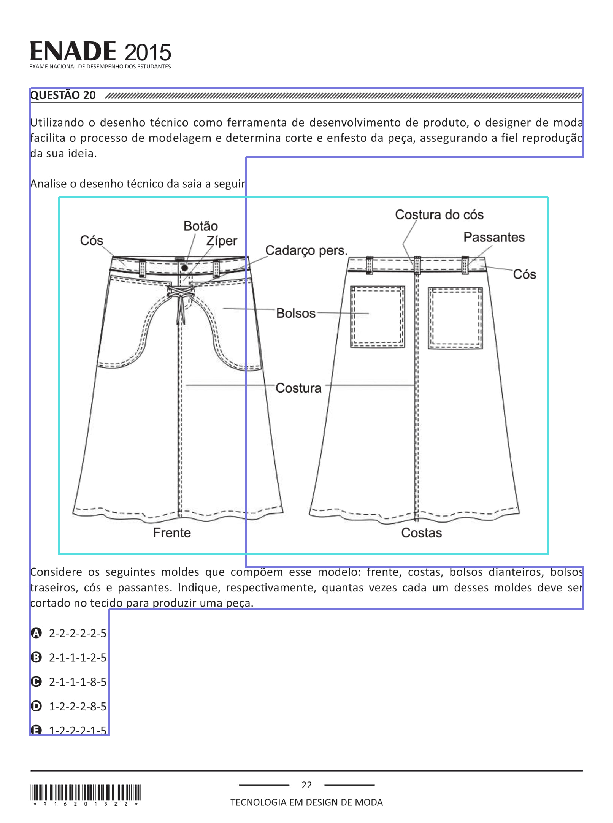 ENADE 2015
EXAME NACIONAL DE DESEMPENHO DOS ESTUDANTES
QUESTÃO 20
Utilizando o desenho técnico como ferramenta de desenvolvimento de produto, o designer de moda
facilita o processo de modelagem e determina corte e enfesto da peça, assegurando a fiel reprodução
da sua ideia.
Analise o desenho técnico da saia a seguir
Cós
Botão
Zíper
Cadarço pers.
Costura do cós
Passantes
Cós
Bolsos
Costura
Frente
Costas
Considere os seguintes moldes que compõem esse modelo: frente, costas, bolsos dianteiros, bolsos
traseiros, cós e passantes. Indique, respectivamente, quantas vezes cada um desses moldes deve ser
cortado no tecido para produzir uma peça.
A 2-2-2-2-2-5
B 2-1-1-1-2-5
C 2-1-1-1-8-5
D 1-2-2-2-8-5
E 1-2-2-2-1-5
22
TECNOLOGIA EM DESIGN DE MODA